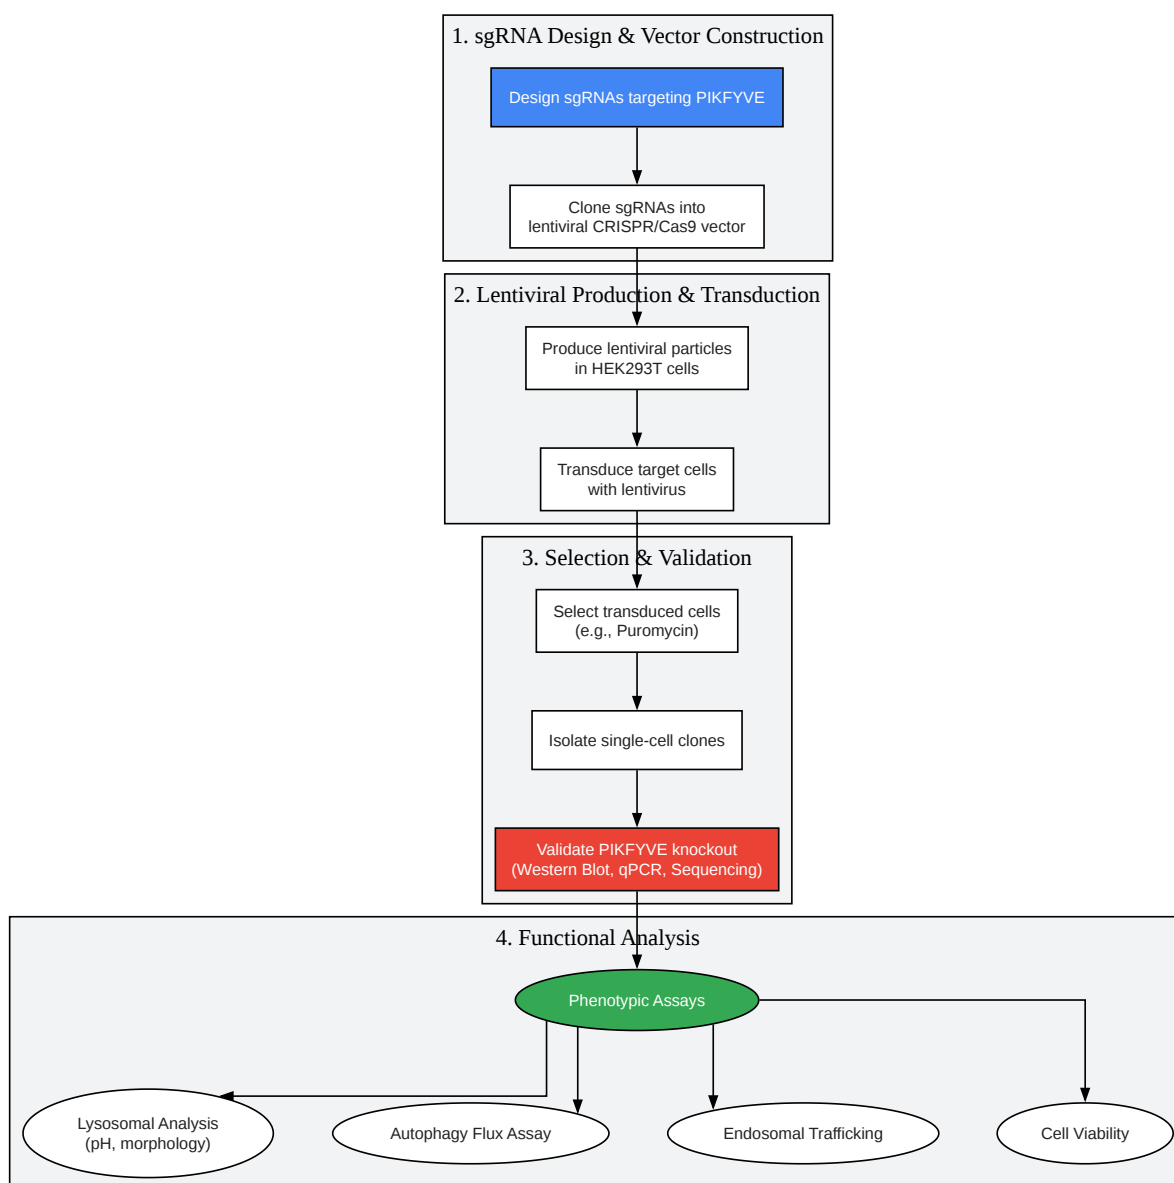 1. sgRNA Design & Vector Construction
Design sgRNAs targeting PIKFYVE
Clone sgRNAs into
lentiviral CRISPR/Cas9 vector
2. Lentiviral Production & Transduction
Produce lentiviral particles
in HEK293T cells
Transduce target cells
with lentivirus
3. Selection & Validation
Select transduced cells
(e.g., Puromycin)
Isolate single-cell clones
Validate PIKFYVE knockout
(Western Blot, qPCR, Sequencing)
4. Functional Analysis
Phenotypic Assays
Lysosomal Analysis
(pH, morphology)
Autophagy Flux Assay
Endosomal Trafficking
Cell Viability